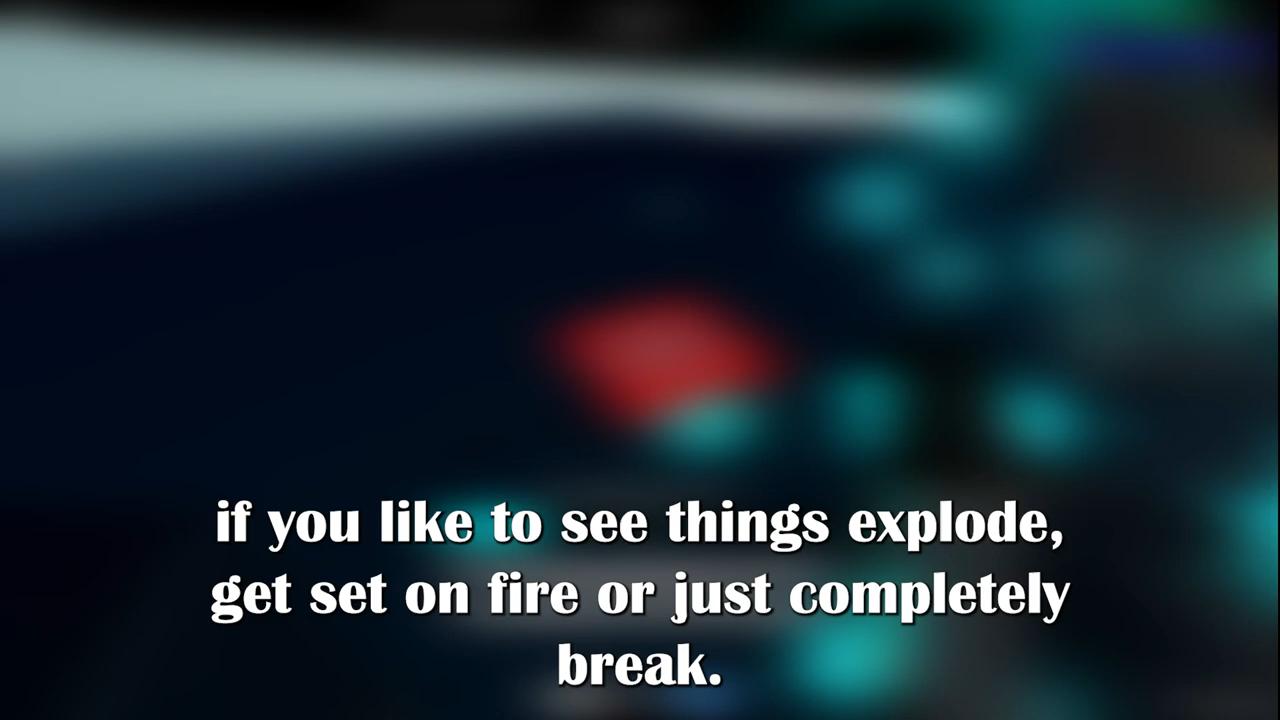 if you like to see things explode,
get set on fire or just completely
break.